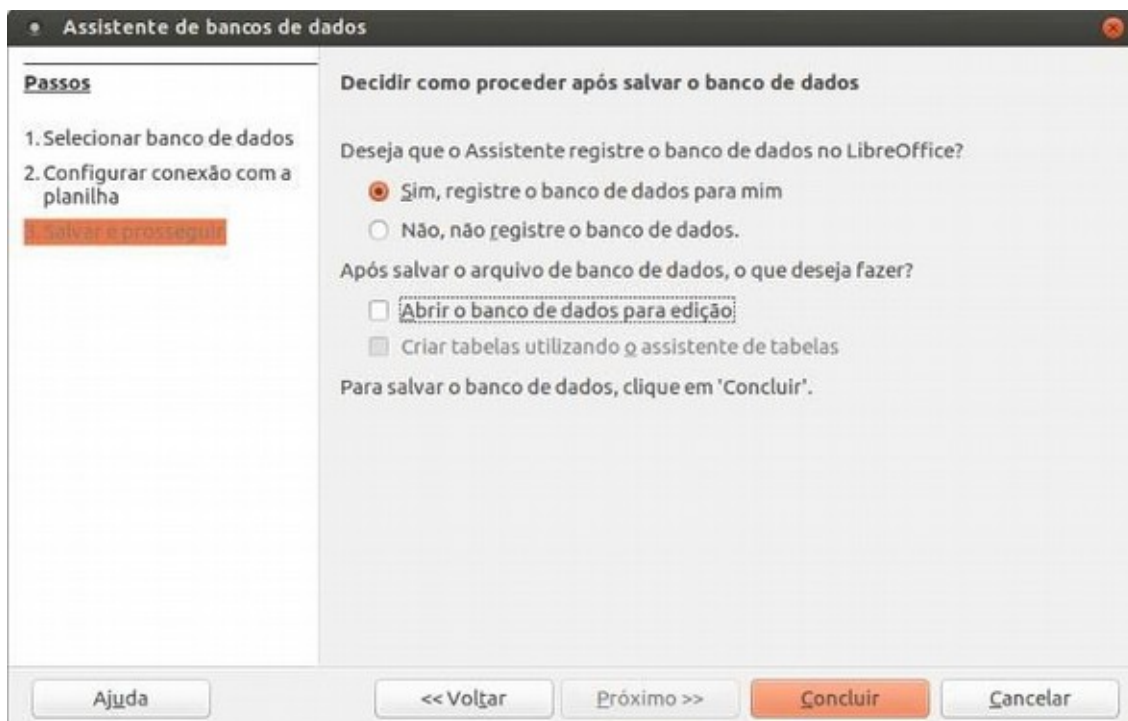 Assistente de bancos de dados
Passos
1. Selecionar banco de dados
2. Configurar conexão com a
planilha
3. Salvar e prosseguir
Decidir como proceder após salvar o banco de dados
Deseja que o Assistente registre o banco de dados no LibreOffice?
Sim, registre o banco de dados para mim
Não, não registre o banco de dados.
Após salvar o arquivo de banco de dados, o que deseja fazer?
Abrir o banco de dados para edição
Criar tabelas utilizando o assistente de tabelas
Para salvar o banco de dados, clique em 'Concluir'.
Ajuda
<< Voltar
Próximo >>
Concluir
Cancelar